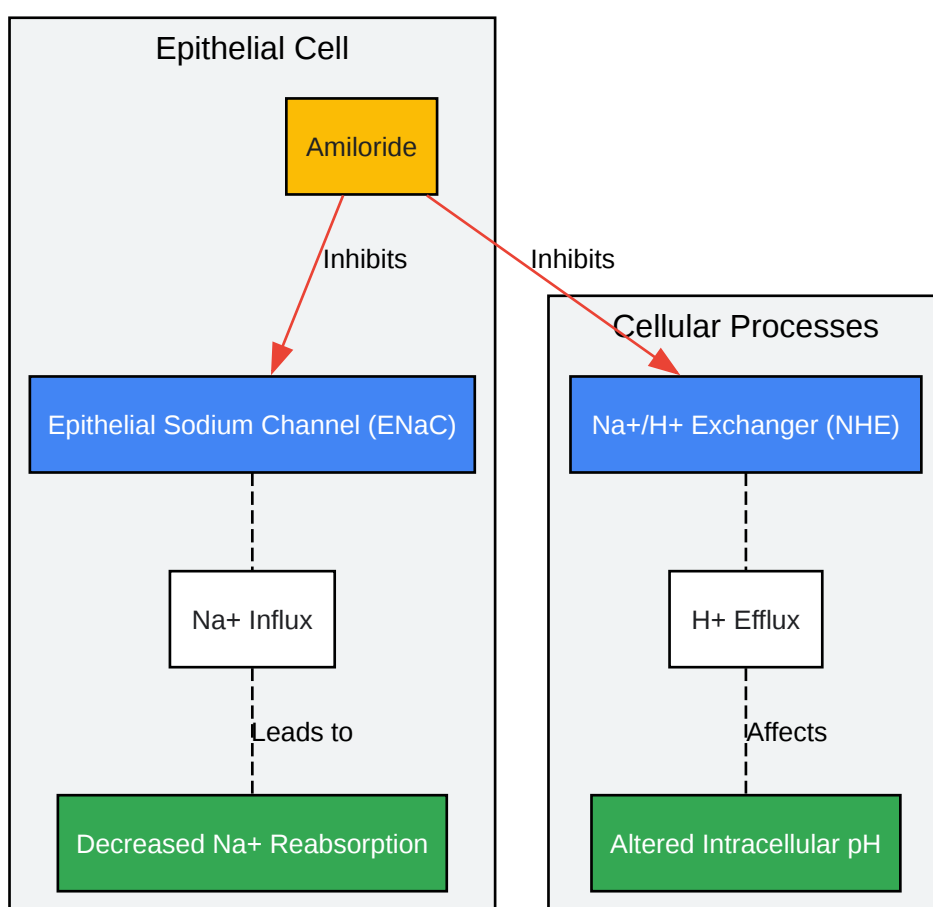 Epithelial Cell
Amiloride
Inhibits
Inhibits
Cellular Processes
Epithelial Sodium Channel (ENaC)
Na+/H+ Exchanger (NHE)
Na+ Influx
H+ Efflux
Leads to
Affects
Decreased Na+ Reabsorption
Altered Intracellular pH